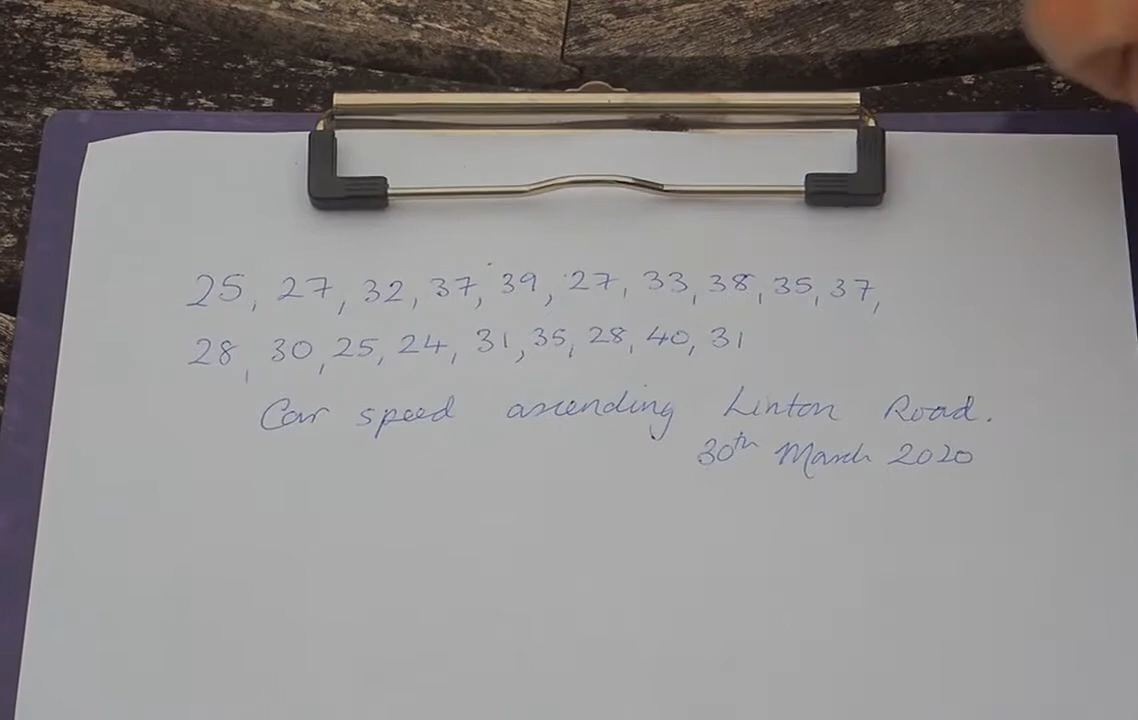 25, 27, 32, 37, 39, 27, 33, 38, 35, 37,
28, 30, 25, 24, 31, 35, 28, 40, 31
Car speed ascending Linton Road.
30th March 2020